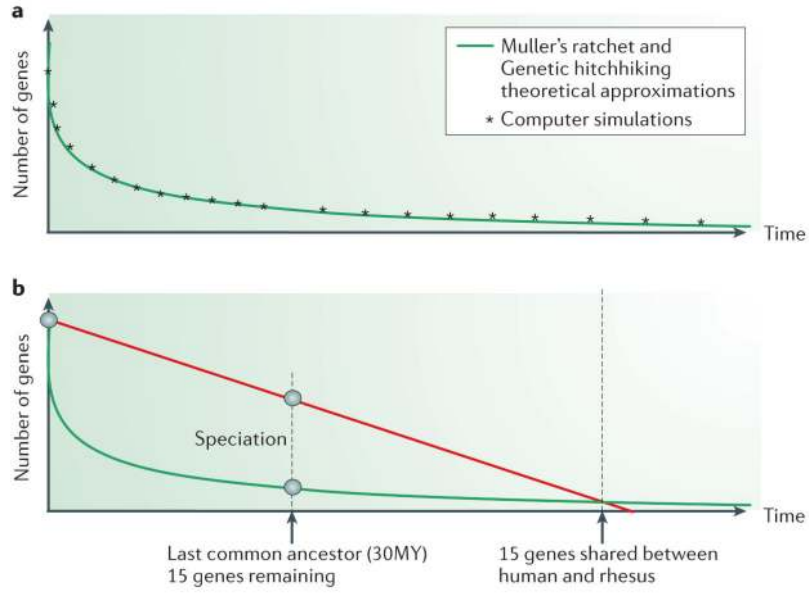 a
Number of genes
Muller's ratchet and
Genetic hitchhiking
theoretical approximations
* Computer simulations
Time
b
Number of genes
Speciation
Time
Last common ancestor (30MY)
15 genes remaining
15 genes shared between
human and rhesus